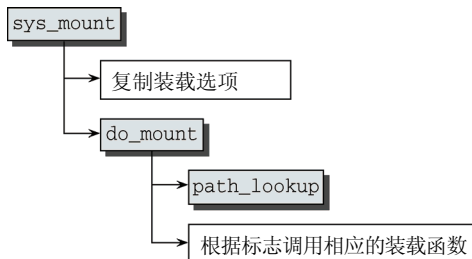 sys_mount
复制装载选项
do_mount
path_lookup
根据标志调用相应的装载函数